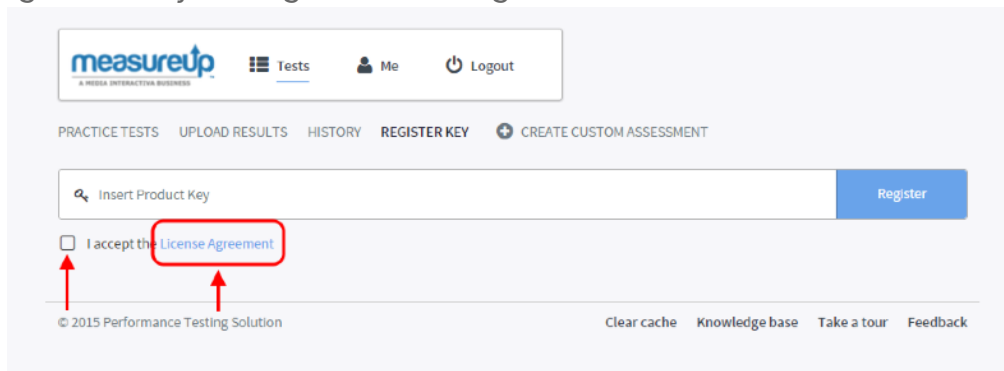 measureup
A MEDIA INTERACTIVA BUSINESS
Tests
Me
Logout
PRACTICE TESTS UPLOAD RESULTS HISTORY REGISTER KEY CREATE CUSTOM ASSESSMENT
Insert Product Key
Register
I accept the License Agreement
© 2015 Performance Testing Solution
Clear cache Knowledge base Take a tour Feedback